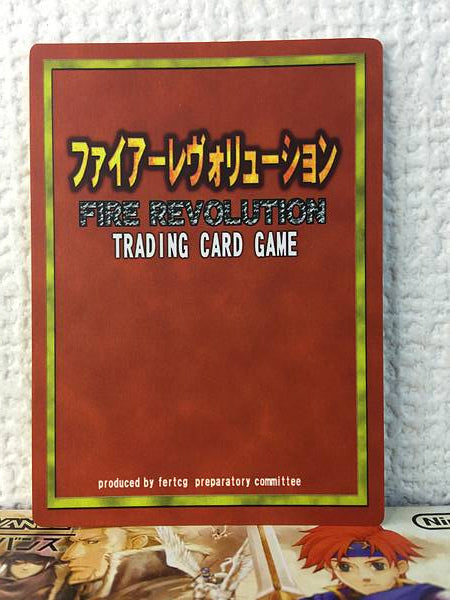 ファイアーレヴォリューション
FIRE REVOLUTION
TRADING CARD GAME
produced by fertcg preparatory committee